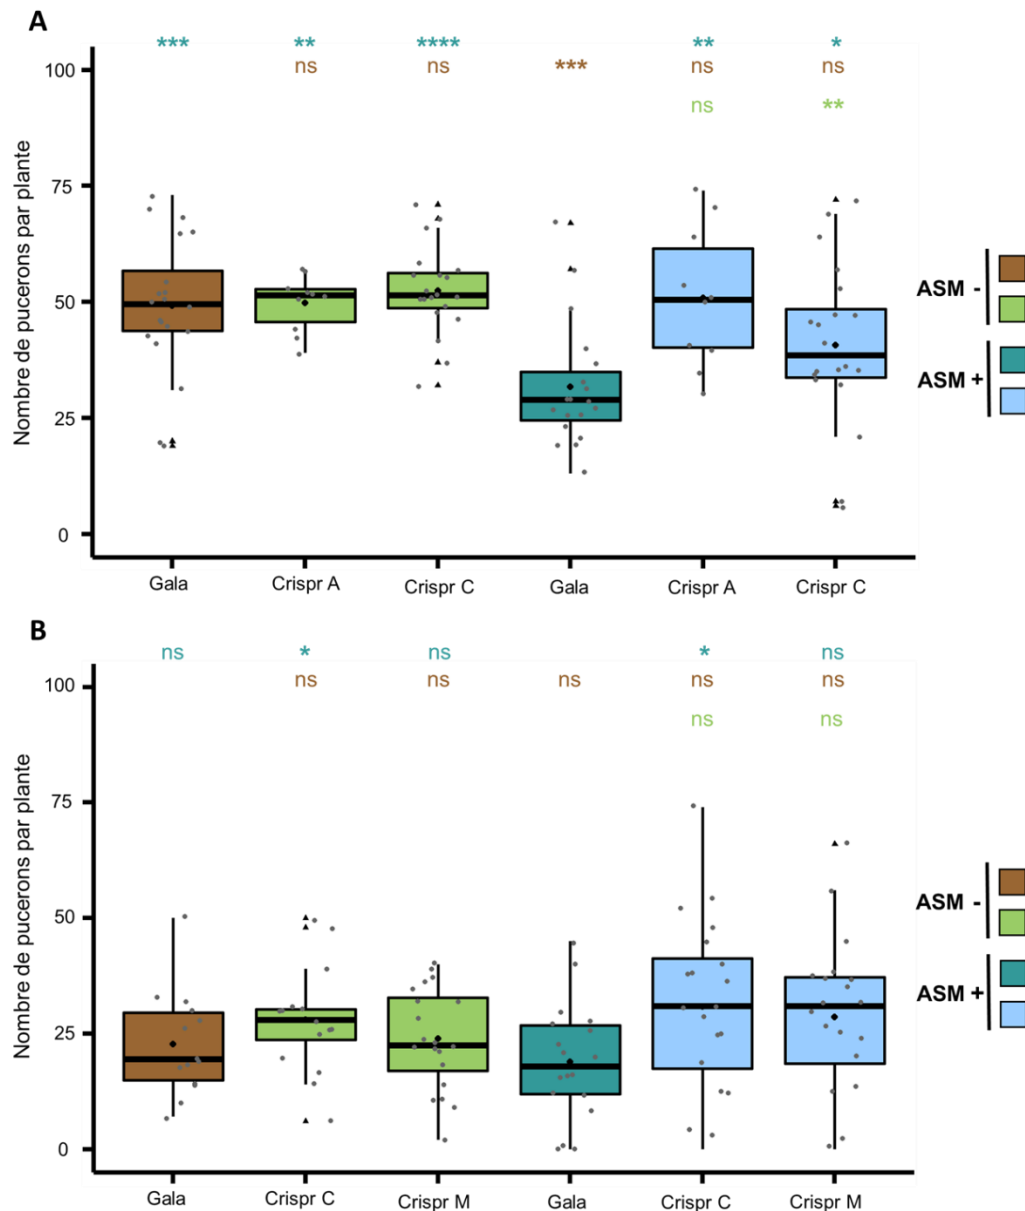 A
*** ** **** ** *
ns ns *** ns ns
ns **
Nombre de pucerons par plante
100
75
50
25
0
ASM -
ASM +
Gala Crispr A Crispr C Gala Crispr A Crispr C
B
ns * ns * ns
ns ns ns ns ns
ns ns
Nombre de pucerons par plante
100
75
50
25
0
ASM -
ASM +
Gala Crispr C Crispr M Gala Crispr C Crispr M